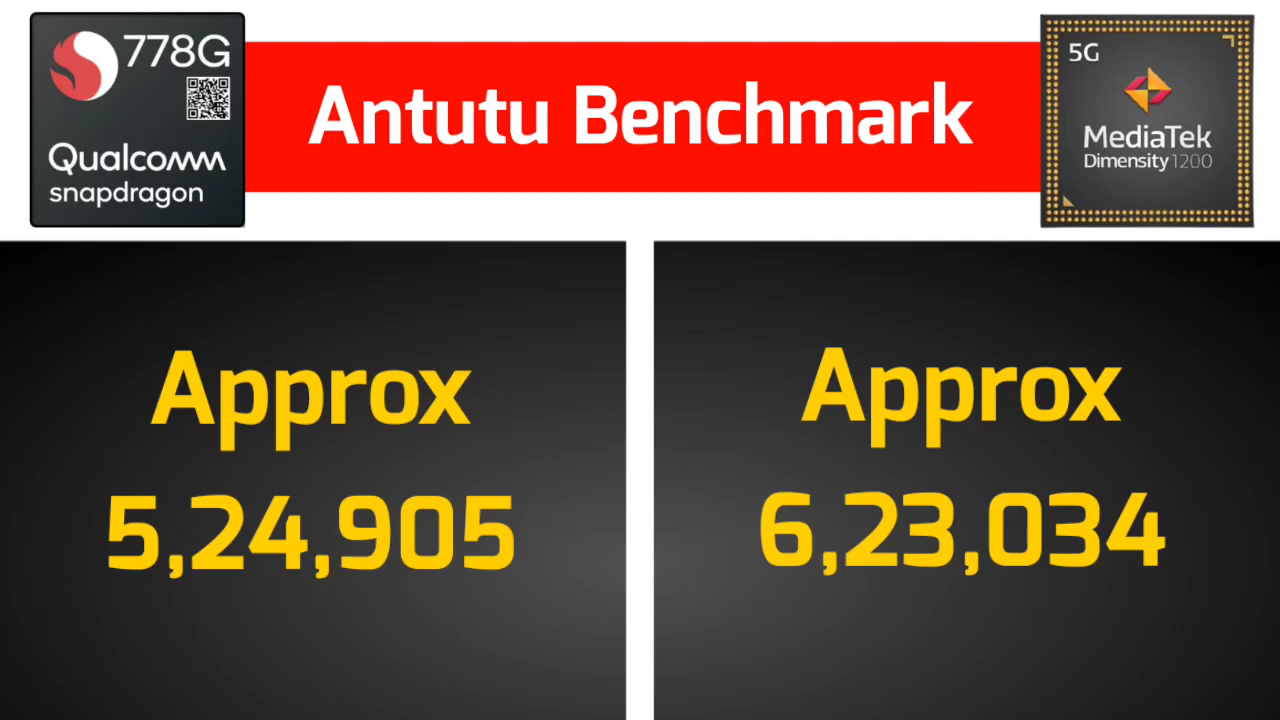 778G
Qualcomm
snapdragon
Antutu Benchmark
5G
MediaTek
Dimensity 1200
Approx
5,24,905
Approx
6,23,034